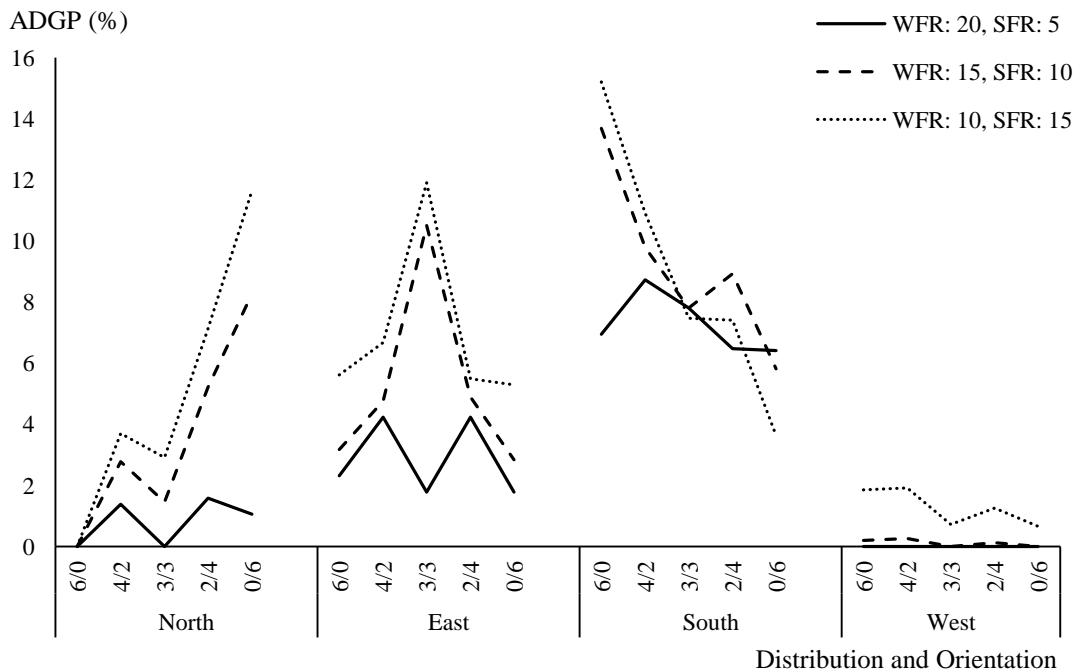 ADGP (%)
WFR: 20, SFR: 5
WFR: 15, SFR: 10
WFR: 10, SFR: 15
16
14
12
10
8
6
4
2
0
6/0 4/2 3/3 2/4 0/6 6/0 4/2 3/3 2/4 0/6 6/0 4/2 3/3 2/4 0/6 6/0 4/2 3/3 2/4 0/6
North East South West
Distribution and Orientation